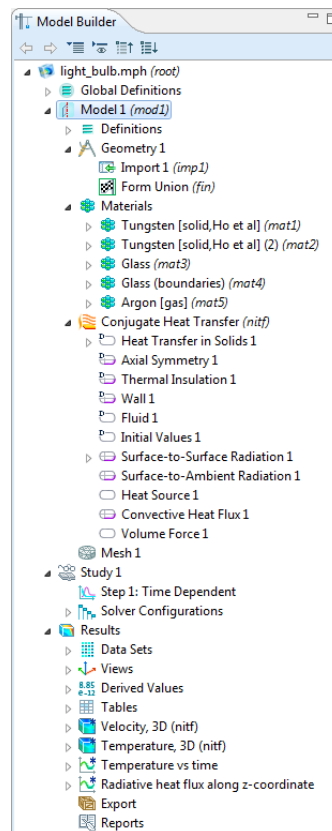 Model Builder
light_bulb.mph (root)
Global Definitions
Model 1 (mod1)
Definitions
Geometry 1
Import 1 (imp1)
Form Union (fin)
Materials
Tungsten [solid,Ho et al] (mat1)
Tungsten [solid,Ho et al] (2) (mat2)
Glass (mat3)
Glass (boundaries) (mat4)
Argon [gas] (mat5)
Conjugate Heat Transfer (nitf)
Heat Transfer in Solids 1
Axial Symmetry 1
Thermal Insulation 1
Wall 1
Fluid 1
Initial Values 1
Surface-to-Surface Radiation 1
Surface-to-Ambient Radiation 1
Heat Source 1
Convective Heat Flux 1
Volume Force 1
Mesh 1
Study 1
Step 1: Time Dependent
Solver Configurations
Results
Data Sets
Views
8.85 e-12 Derived Values
Tables
Velocity, 3D (nitf)
Temperature, 3D (nitf)
Temperature vs time
Radiative heat flux along z-coordinate
Export
Reports